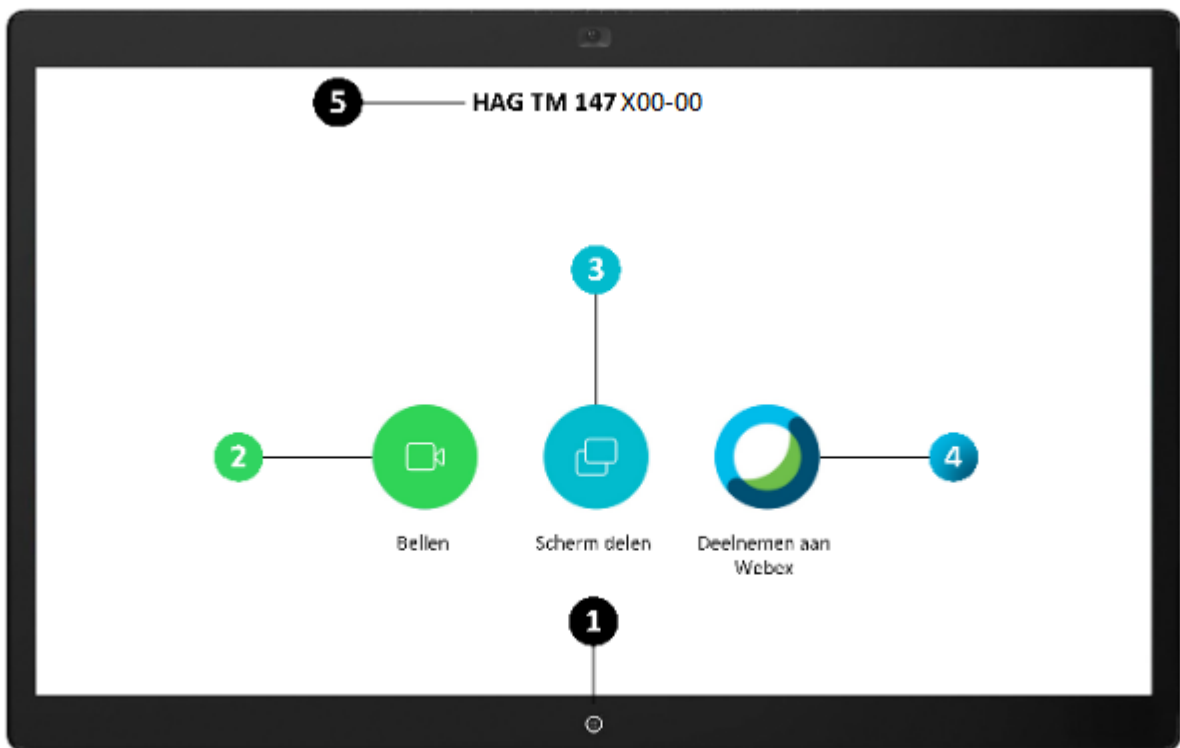 5 HAG TM 147 X00-00
3
2
4
Bellen
Scherm delen
Deelnemen aan
Webex
1